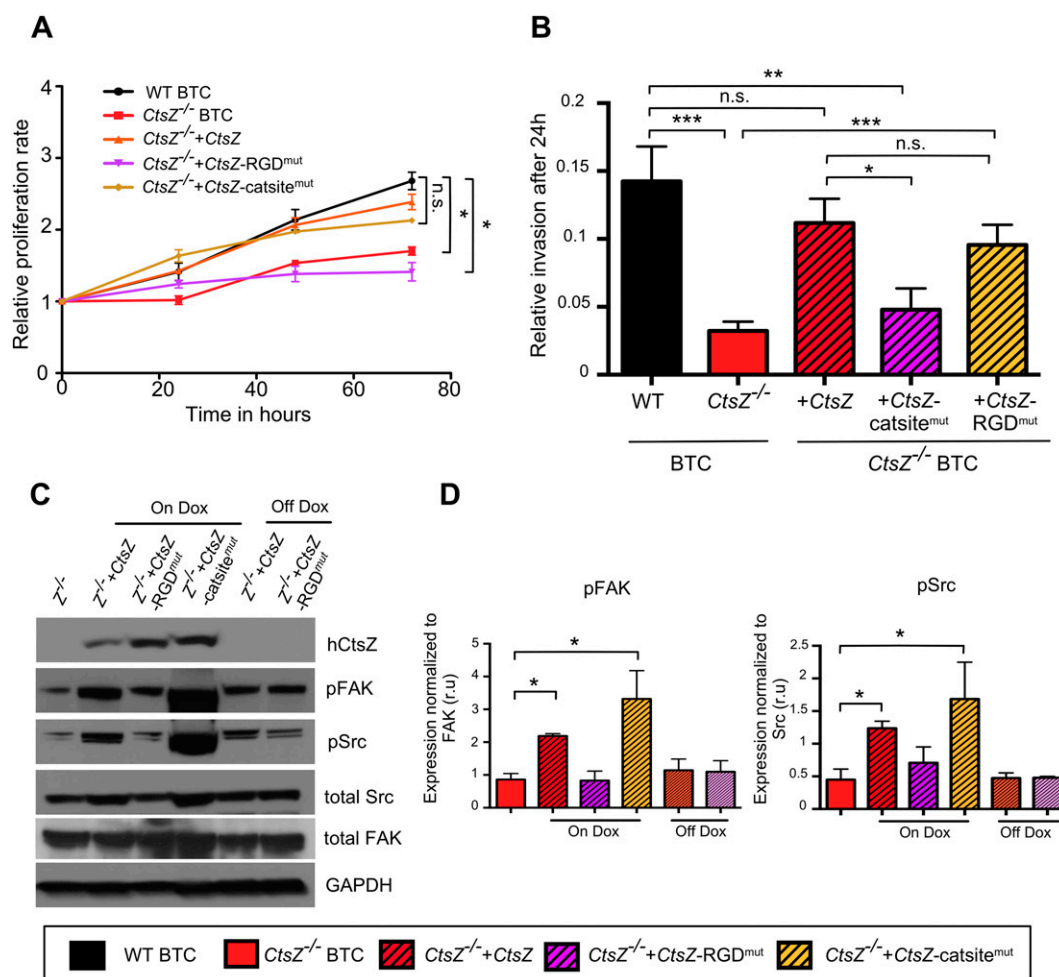 A
4
3
2
1
0
Relative proliferation rate
WT BTC
CtsZ-/- BTC
CtsZ-/-+CtsZ
CtsZ-/-+CtsZ-RGDmut
CtsZ-/-+CtsZ-catsitemut
n.s.
*
*
0 20 40 60 80
Time in hours
B
Relative invasion after 24h
0.2
0.15
0.1
0.05
0
**
n.s.
*** ***
n.s.
*
WT CtsZ-/- +CtsZ +CtsZ-catsitemut +CtsZ-RGDmut
BTC CtsZ-/- BTC
C
On Dox Off Dox
Z-/-
Z-/-+CtsZ
Z-/-+CtsZ
-RGDmut
Z-/-+CtsZ
-catsitemut
Z-/-+CtsZ
Z-/-+CtsZ
-RGDmut
hCtsZ
pFAK
pSrc
total Src
total FAK
GAPDH
D
pFAK
Expression normalized to
FAK (r.u)
5
4
3
2
1
0
*
*
On Dox Off Dox
pSrc
Expression normalized to
Src (r.u)
2.5
2
1.5
1
0.5
0
*
*
On Dox Off Dox
WT BTC CtsZ-/- BTC CtsZ-/-+CtsZ CtsZ-/-+CtsZ-RGDmut CtsZ-/-+CtsZ-catsitemut